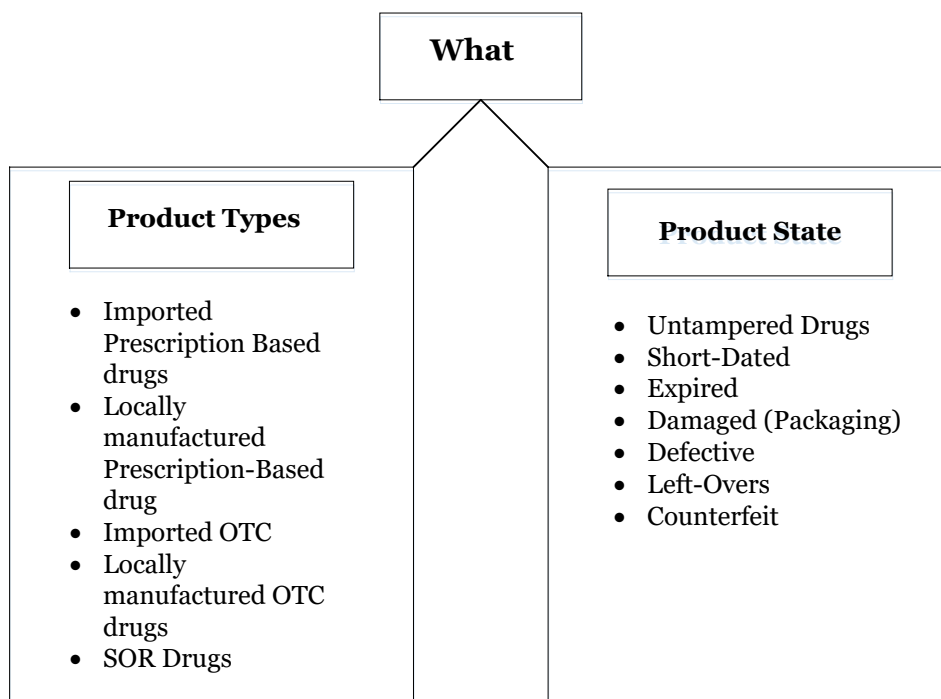 What
Product Types
• Imported
Prescription Based
drugs
• Locally
manufactured
Prescription-Based
drug
• Imported OTC
• Locally
manufactured OTC
drugs
• SOR Drugs
Product State
• Untampered Drugs
• Short-Dated
• Expired
• Damaged (Packaging)
• Defective
• Left-Overs
• Counterfeit